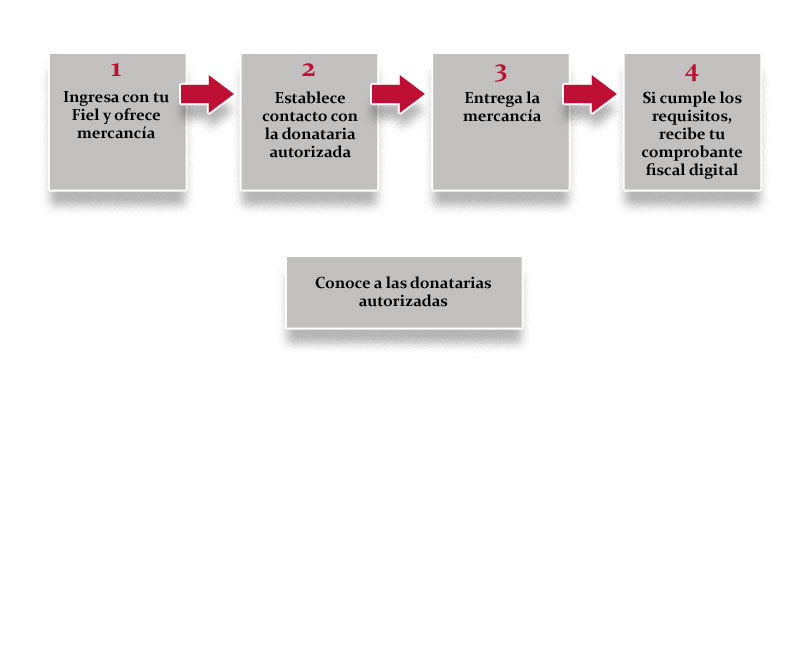 1
Ingresa con tu
Fiel y ofrece
mercancía
2
Establece
contacto con
la donataria
autorizada
3
Entrega la
mercancía
4
Si cumple los
requisitos,
recibe tu
comprobante
fiscal digital
Conoce a las donatarias
autorizadas